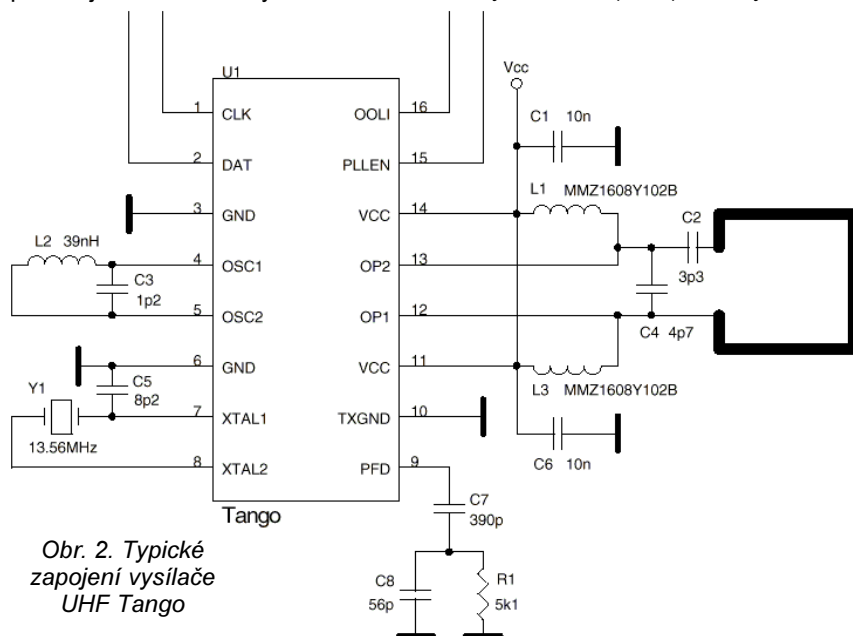 U1
Vcc
1 CLK OOLI 16
C1 10n
2 DAT PLLEN 15
3 GND VCC 14
L1 MMZ1608Y102B
C2
L2 39nH
4 OSC1 OP2 13
3p3
C3
1p2
5 OSC2 OP1 12
C4 4p7
6 GND VCC 11
L3 MMZ1608Y102B
C5
8p2
Y1
7 XTAL1 TXGND 10
13.56MHz
C6 10n
8 XTAL2 PFD 9
C7
390p
Tango
Obr. 2. Typické
zapojení vysílače
UHF Tango
C8
56p
R1
5k1